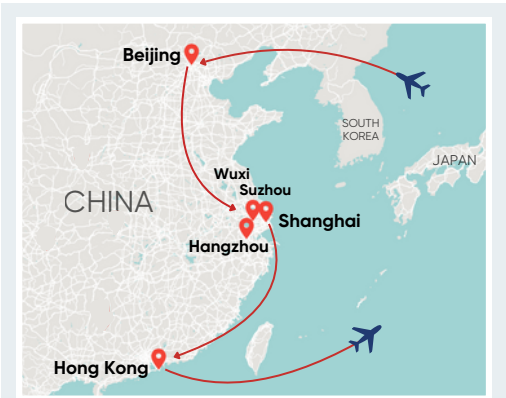 Beijing
SOUTH
KOREA
JAPAN
Wuxi
CHINA
Suzhou
Shanghai
Hangzhou
Hong Kong